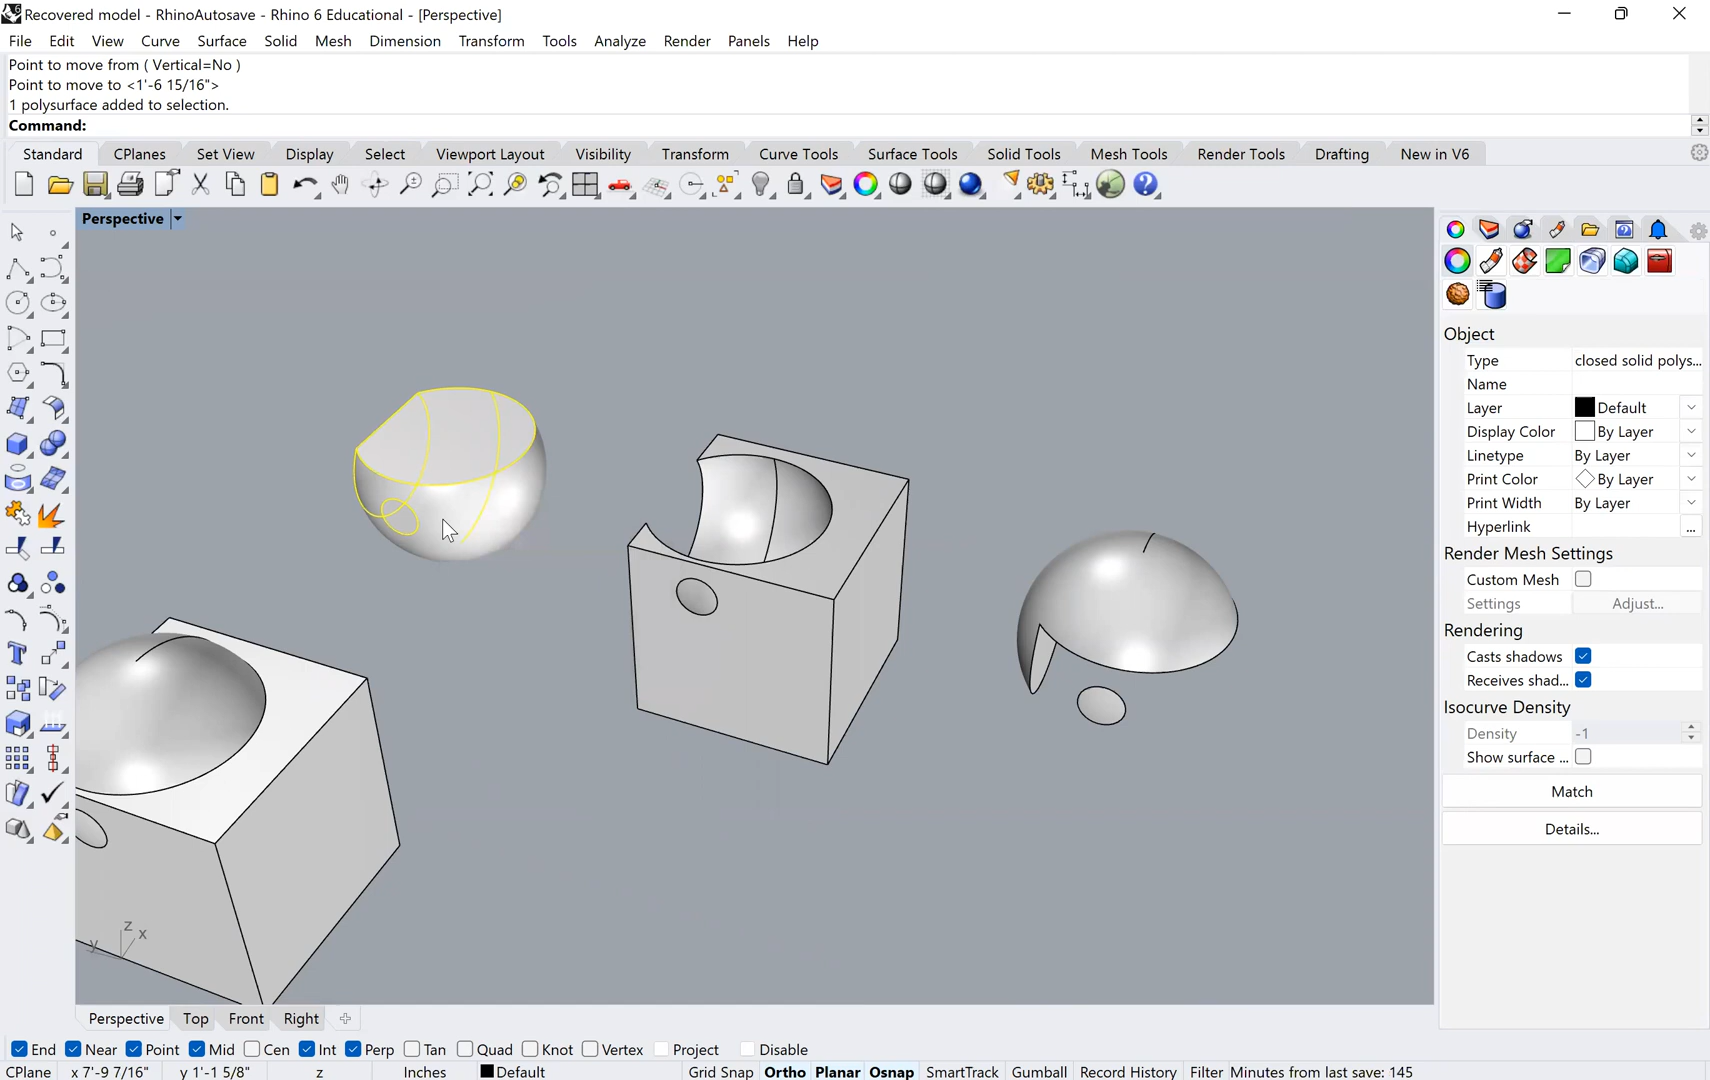 Recovered model - RhinoAutosave - Rhino 6 Educational - [Perspective]
File Edit View Curve Surface Solid Mesh Dimension Transform Tools Analyze Render Panels Help
Point to move from ( Vertical=No )
Point to move to <1'-6 15/16">
1 polysurface added to selection.
Command:
Standard CPlanes Set View Display Select Viewport Layout Visibility Transform Curve Tools Surface Tools Solid Tools Mesh Tools Render Tools Drafting New in V6
Perspective
Object
Type closed solid polys...
Name
Layer Default
Display Color By Layer
Linetype By Layer
Print Color By Layer
Print Width By Layer
Hyperlink ...
Render Mesh Settings
Custom Mesh
Settings Adjust...
Rendering
Casts shadows
Receives shad...
Isocurve Density
Density -1
Show surface ...
Match
Details...
z
y x
Perspective Top Front Right
End Near Point Mid Cen Int Perp Tan Quad Knot Vertex Project Disable
CPlane x 7'-9 7/16" y 1'-1 5/8" z Inches Default Grid Snap Ortho Planar Osnap SmartTrack Gumball Record History Filter Minutes from last save: 145